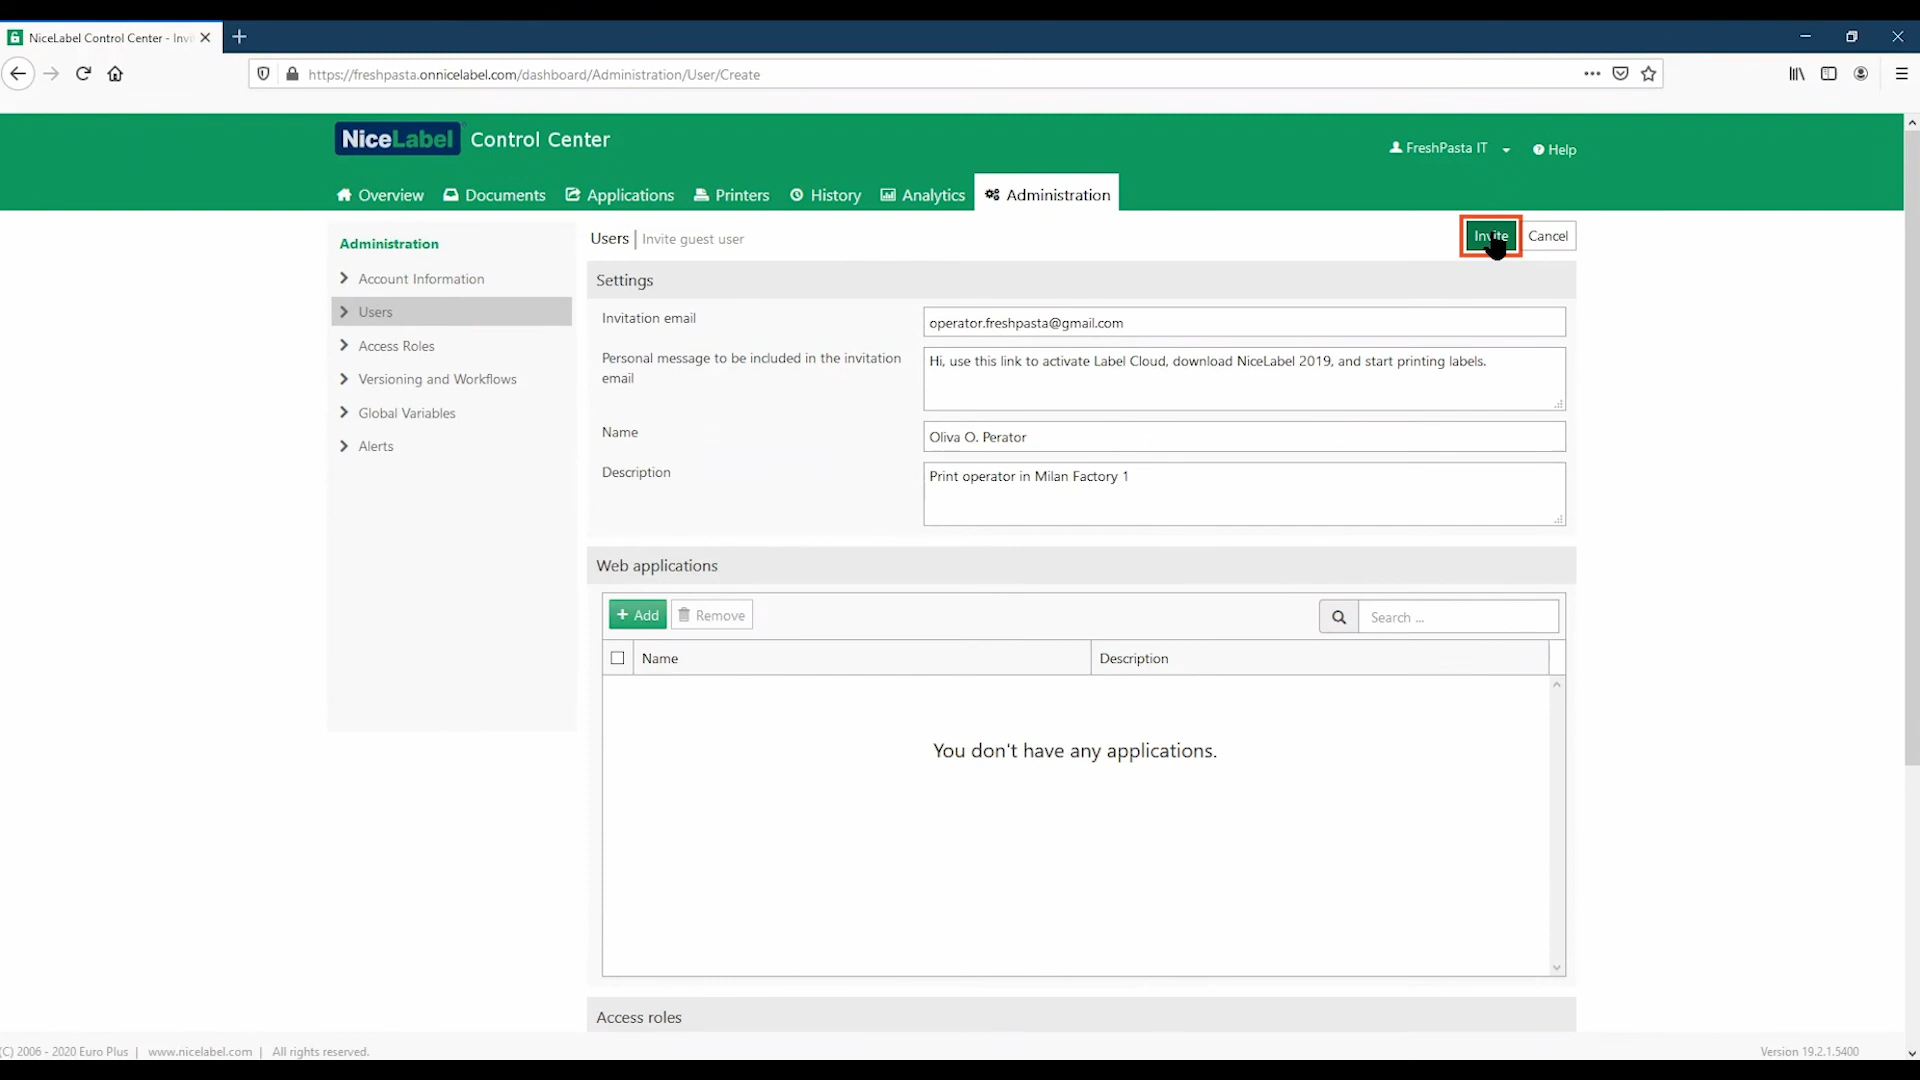 NiceLabel Control Center - Invi
https://freshpasta.onnicelabel.com/dashboard/Administration/User/Create
NiceLabel Control Center
FreshPasta IT
Help
Overview
Documents
Applications
Printers
History
Analytics
Administration
Administration
Account Information
Users
Access Roles
Versioning and Workflows
Global Variables
Alerts
Users | Invite guest user
Invite
Cancel
Settings
Invitation email
operator.freshpasta@gmail.com
Personal message to be included in the invitation
email
Hi, use this link to activate Label Cloud, download NiceLabel 2019, and start printing labels.
Name
Oliva O. Perator
Description
Print operator in Milan Factory 1
Web applications
+ Add
Remove
Search ...
Name
Description
You don't have any applications.
Access roles
(C) 2006 - 2020 Euro Plus | www.nicelabel.com | All rights reserved.
Version 19.2.1.5400